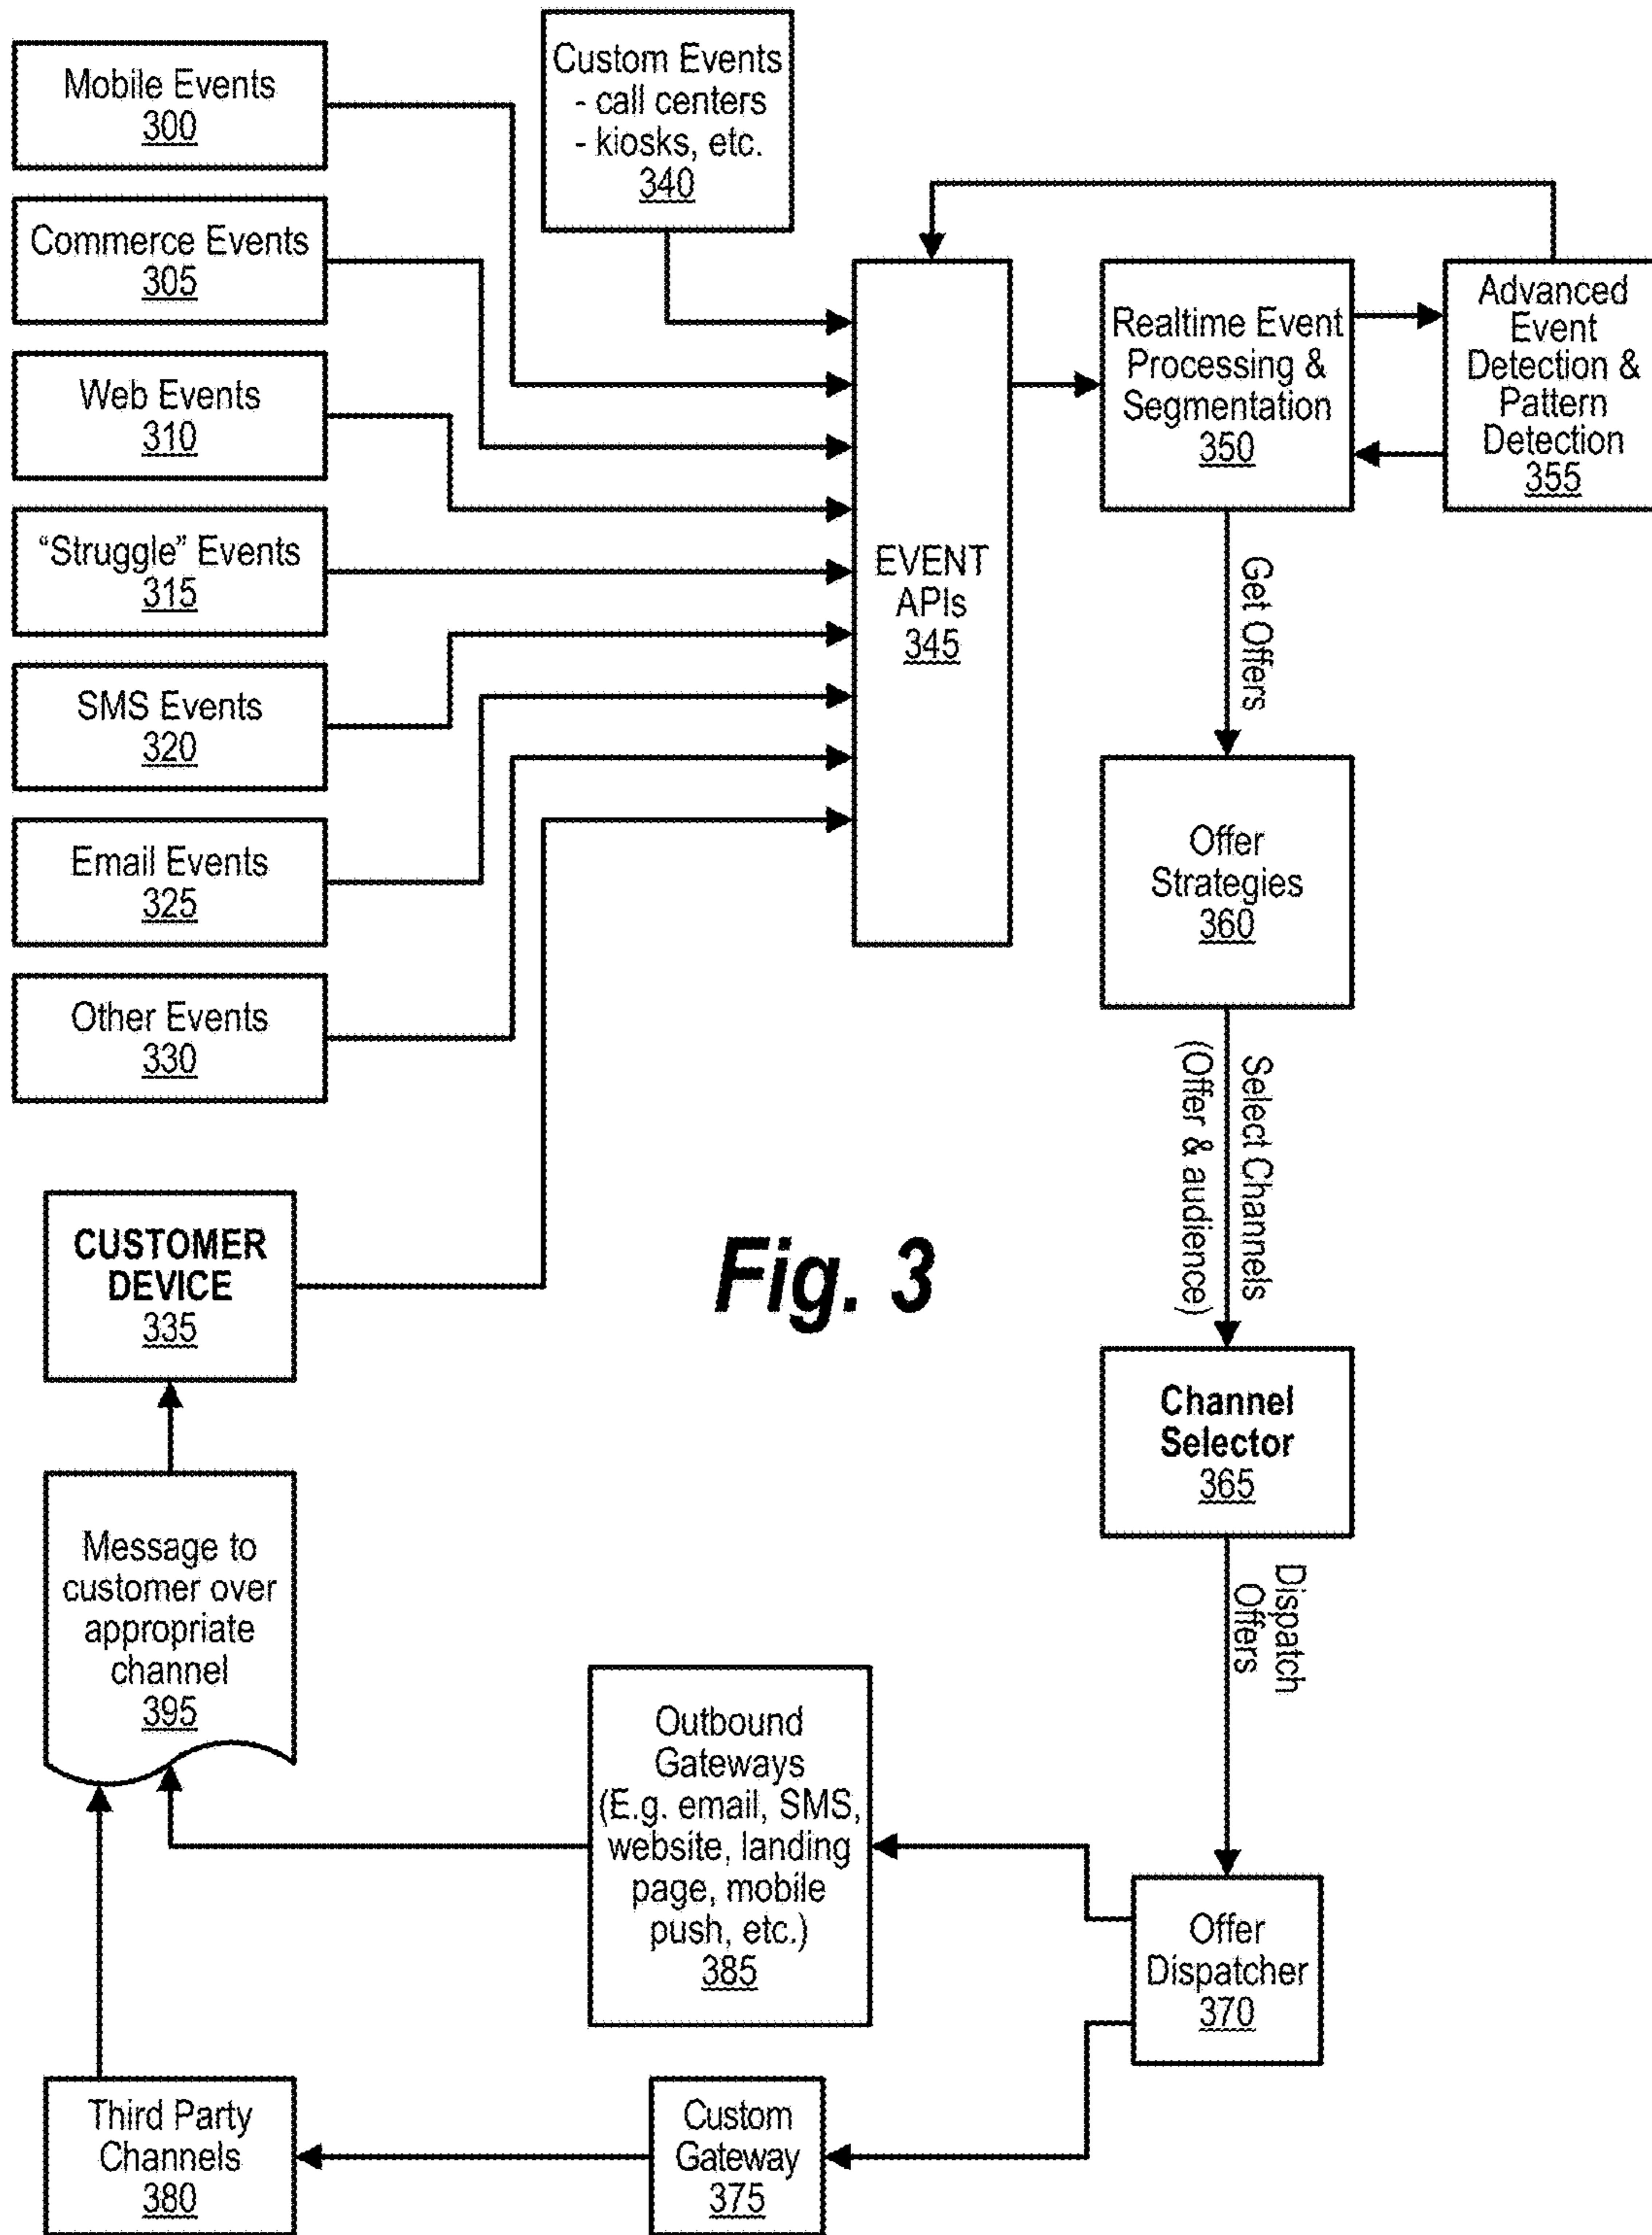 Mobile Events
300
Custom Events
- call centers
- kiosks, etc.
340
Commerce Events
305
Web Events
310
"Struggle" Events
315
SMS Events
320
Email Events
325
Other Events
330
EVENT
APIs
345
Realtime Event
Processing &
Segmentation
350
Advanced
Event
Detection &
Pattern
Detection
355
Get Offers
Offer
Strategies
360
Select Channels
(Offer & audience)
Channel
Selector
365
Dispatch
Offers
Offer
Dispatcher
370
Outbound
Gateways
(E.g. email, SMS,
website, landing
page, mobile
push, etc.)
385
Custom
Gateway
375
Third Party
Channels
380
Message to
customer over
appropriate
channel
395
CUSTOMER
DEVICE
335
Fig. 3